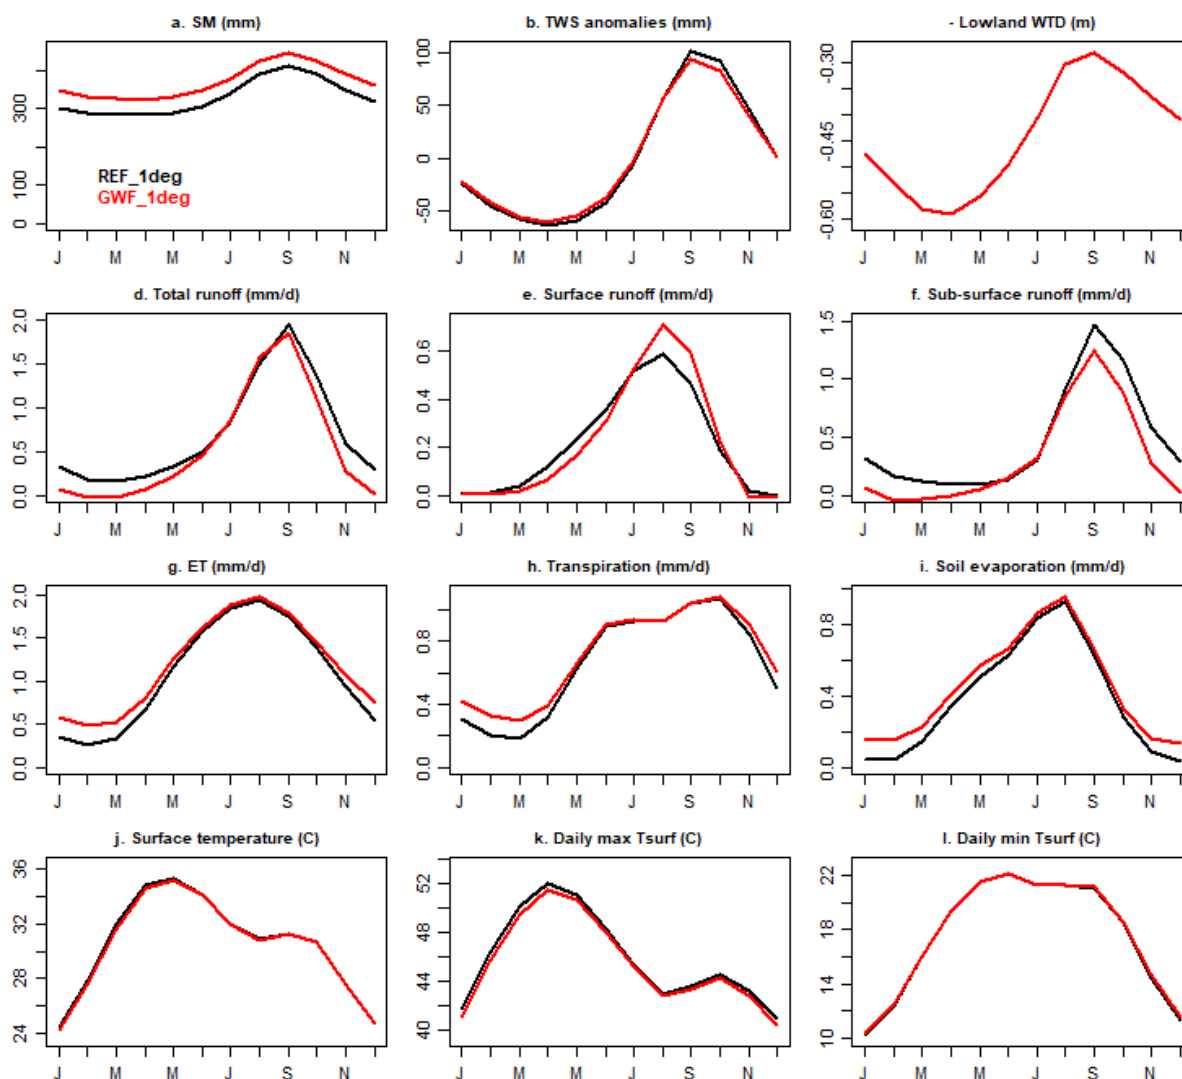 a. SM (mm)
b. TWS anomalies (mm)
- Lowland WTD (m)
300
100
0
REF_1deg
GWF_1deg
J M M J S N
100
50
0
-50
J M M J S N
-0.30
-0.45
-0.60
J M M J S N
d. Total runoff (mm/d)
e. Surface runoff (mm/d)
f. Sub-surface runoff (mm/d)
2.0
1.5
1.0
0.5
0.0
J M M J S N
0.6
0.4
0.2
0.0
J M M J S N
1.5
1.0
0.5
0.0
J M M J S N
g. ET (mm/d)
h. Transpiration (mm/d)
i. Soil evaporation (mm/d)
2.0
1.5
1.0
0.5
0.0
J M M J S N
0.8
0.4
0.0
J M M J S N
0.8
0.4
0.0
J M M J S N
j. Surface temperature (C)
k. Daily max Tsurf (C)
l. Daily min Tsurf (C)
36
32
28
24
J M M J S N
52
48
44
40
J M M J S N
22
18
14
10
J M M J S N